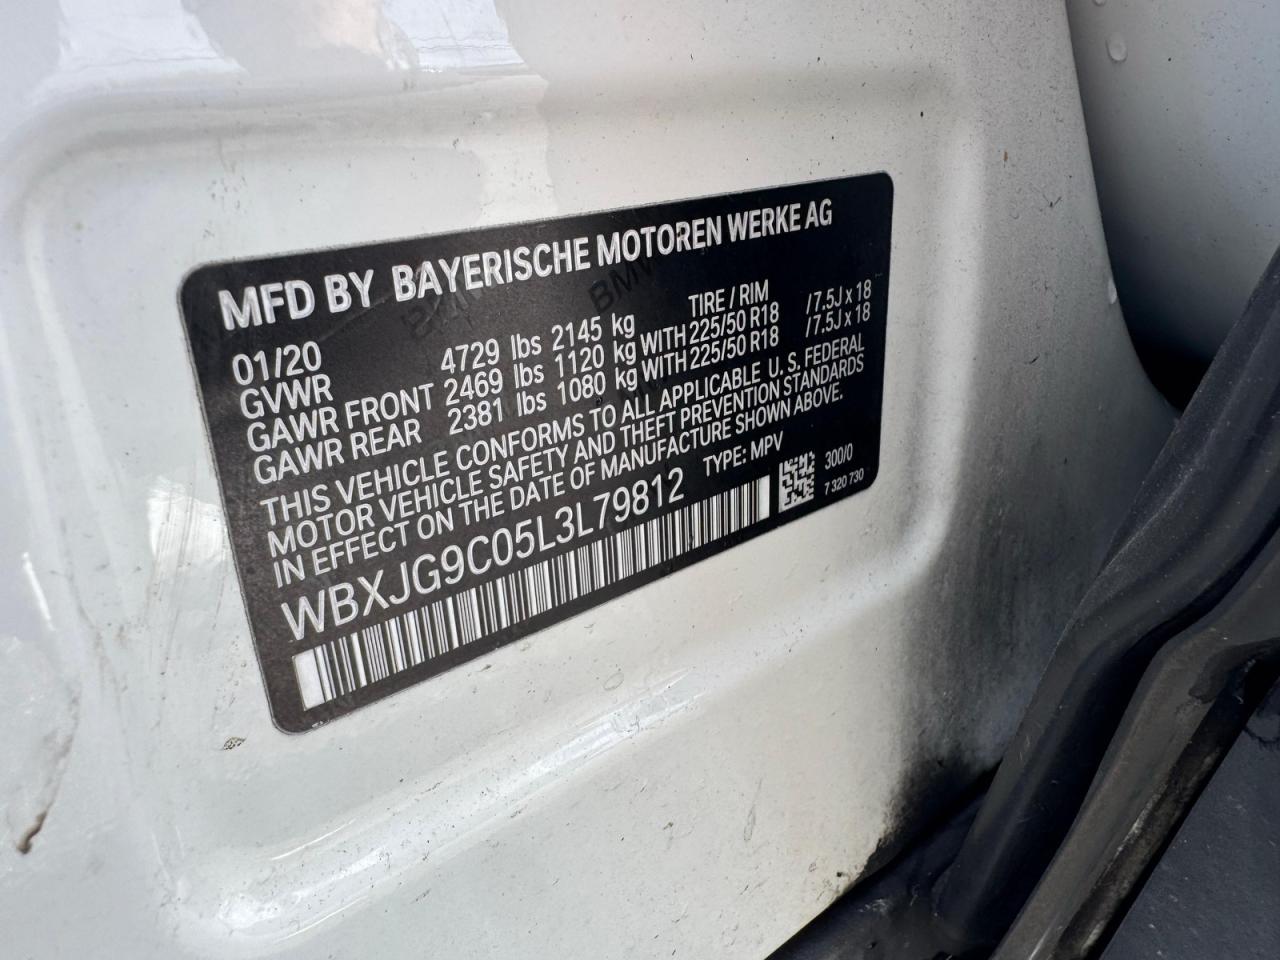 MFD BY BAYERISCHE MOTOREN WERKE AG
01/20 TIRE / RIM
GVWR 4729 lbs 2145 kg
GAWR FRONT 2469 lbs 1120 kg WITH 225/50 R18 /7.5J x 18
GAWR REAR 2381 lbs 1080 kg WITH 225/50 R18 /7.5J x 18
THIS VEHICLE CONFORMS TO ALL APPLICABLE U.S. FEDERAL
MOTOR VEHICLE SAFETY AND THEFT PREVENTION STANDARDS
IN EFFECT ON THE DATE OF MANUFACTURE SHOWN ABOVE.
WBXJG9C05L3L79812 TYPE: MPV
300/0
7 320 730